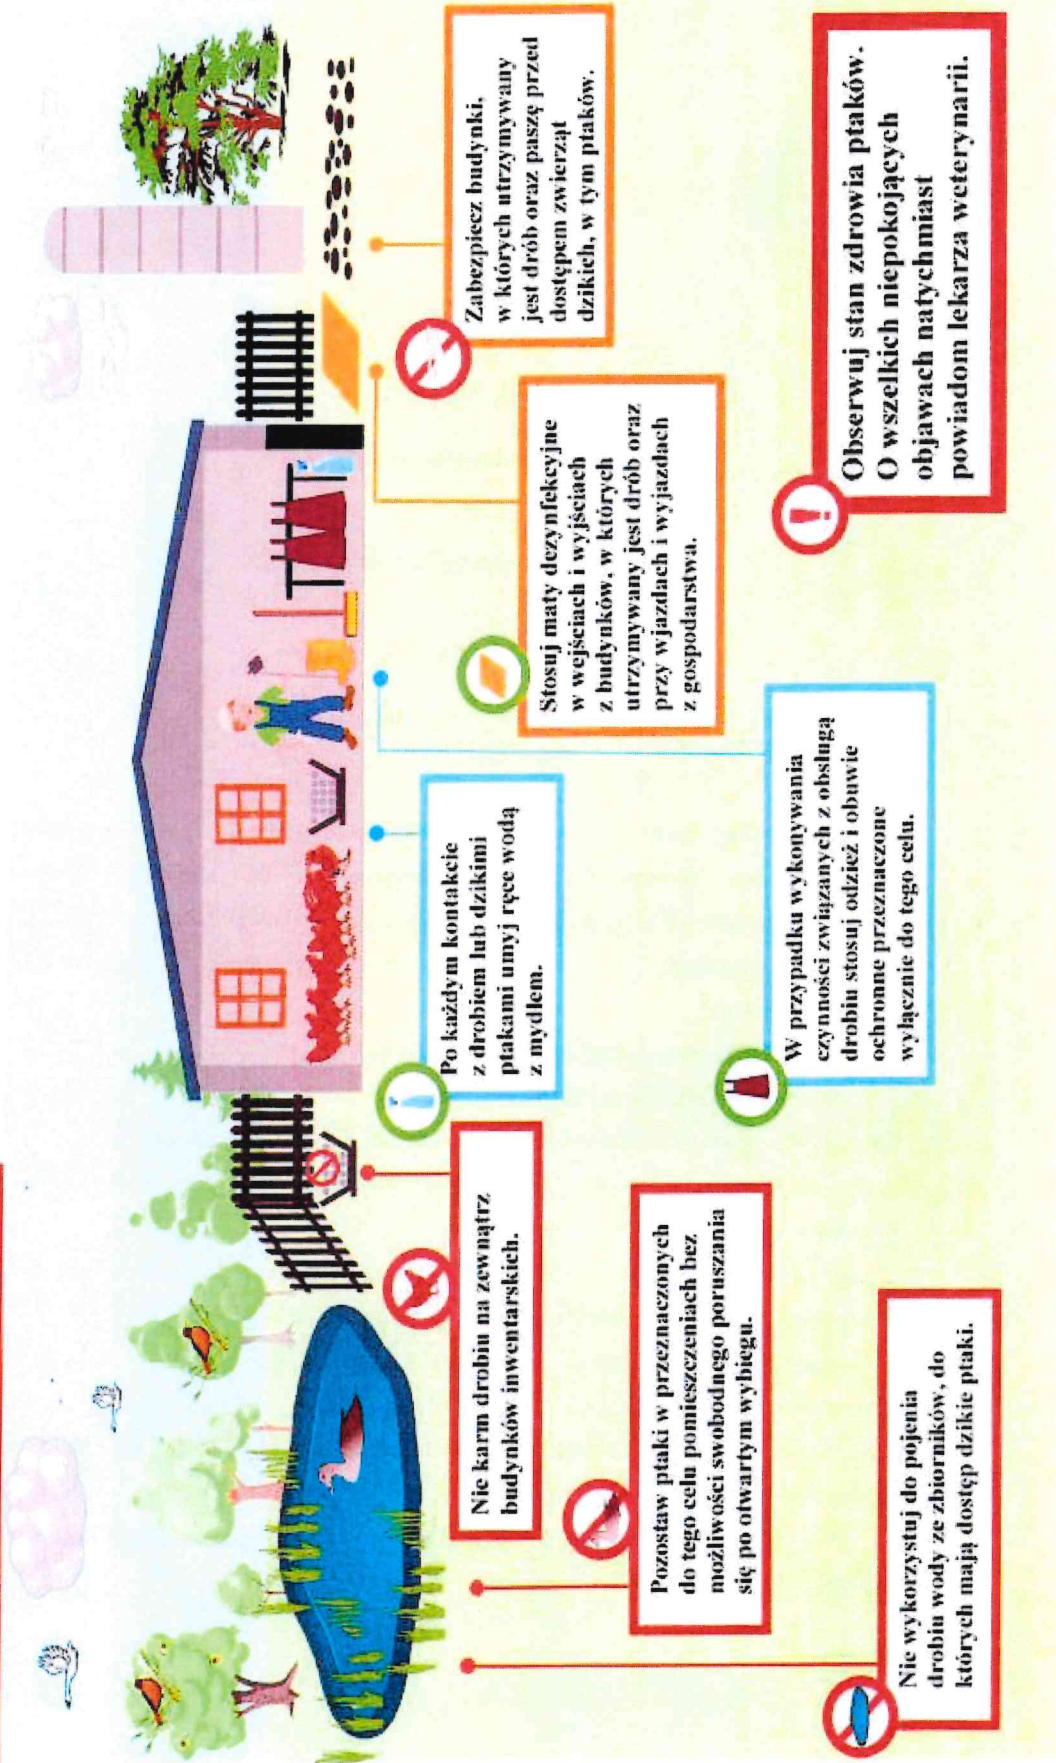 Nie wykorzystuj do pojenia
drobiu wody ze zbiorników, do
których mają dostęp dzikie ptaki.
Pozostaw ptaki w przeznaczonych
do tego celu pomieszczeniach bez
możliwości swobodnego poruszania
się po otwartym wybiegu.
Nie karm drobiu na zewnątrz
budynków inwentarskich.
Po każdym kontakcie
z drobiem lub dzikimi
ptakami umyj ręce wodą
z mydłem.
W przypadku wykonywania
czynności związanych z obsługą
drobiu stosuj odzież i obuwie
ochronne przeznaczone
wyłącznie do tego celu.
Stosuj maty dezynfekcyjne
w wejściach i wyjściach
z budynków, w których
utrzymywany jest drób oraz
przy wjazdach i wyjazdach
z gospodarstwa.
Zabezpiecz budynki,
w których utrzymywany
jest drób oraz paszę przed
dostępem zwierząt
dzikich, w tym ptaków.
Obserwuj stan zdrowia ptaków.
O wszelkich niepokojących
objawach natychmiast
powiadom lekarza weterynarii.